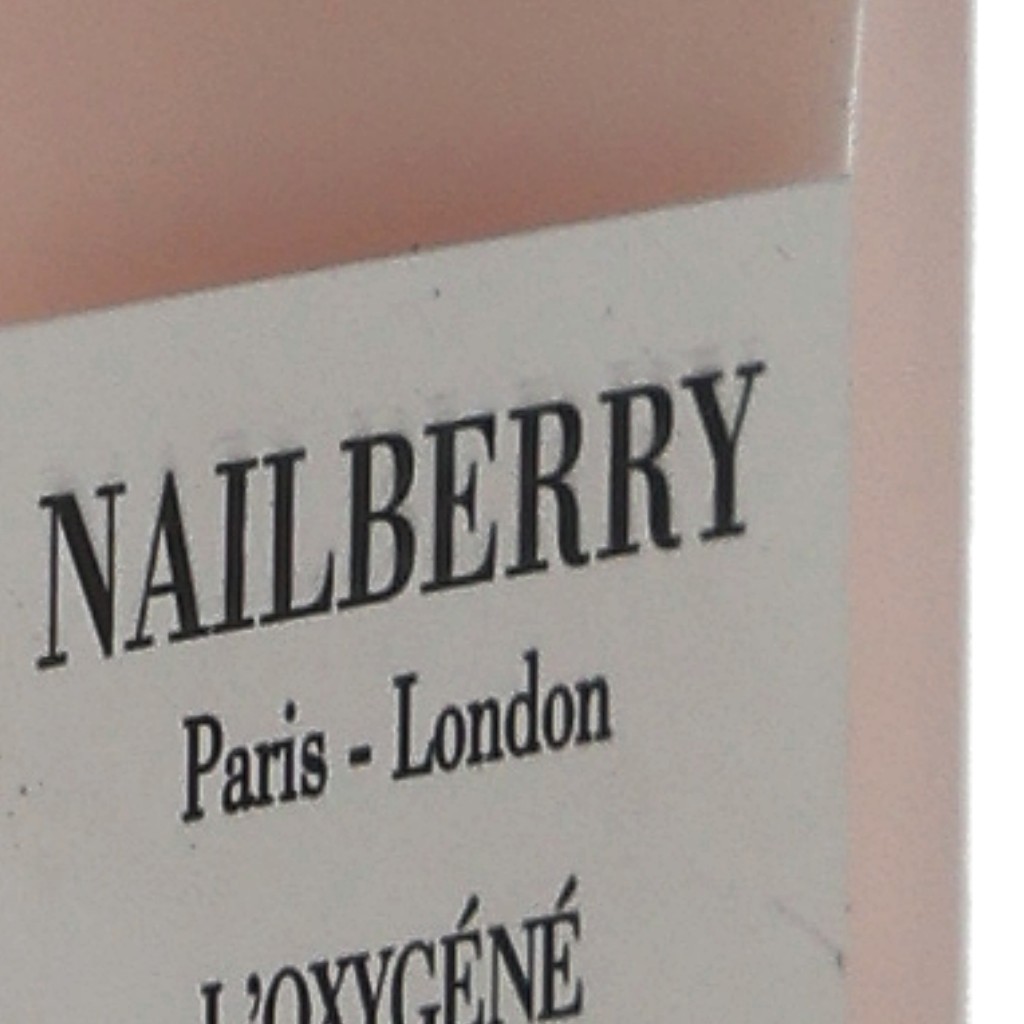 NAILBERRY
Paris - London
L'OXYGÉNÉ